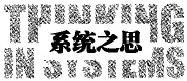 THINKING
系统之思
IN SYSTEMS